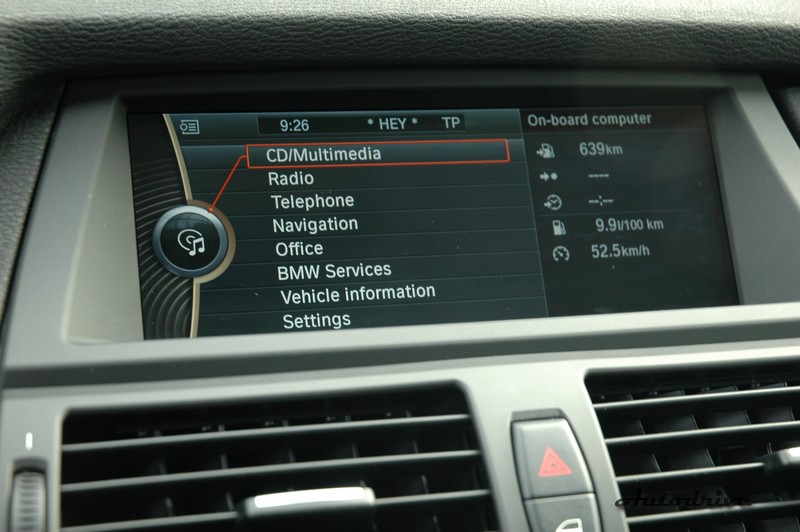 9:26 * HEY * TP
CD/Multimedia
Radio
Telephone
Navigation
Office
BMW Services
Vehicle information
Settings
On-board computer
639km
----
--:--
9.9l/100 km
52.5km/h
Autodrive